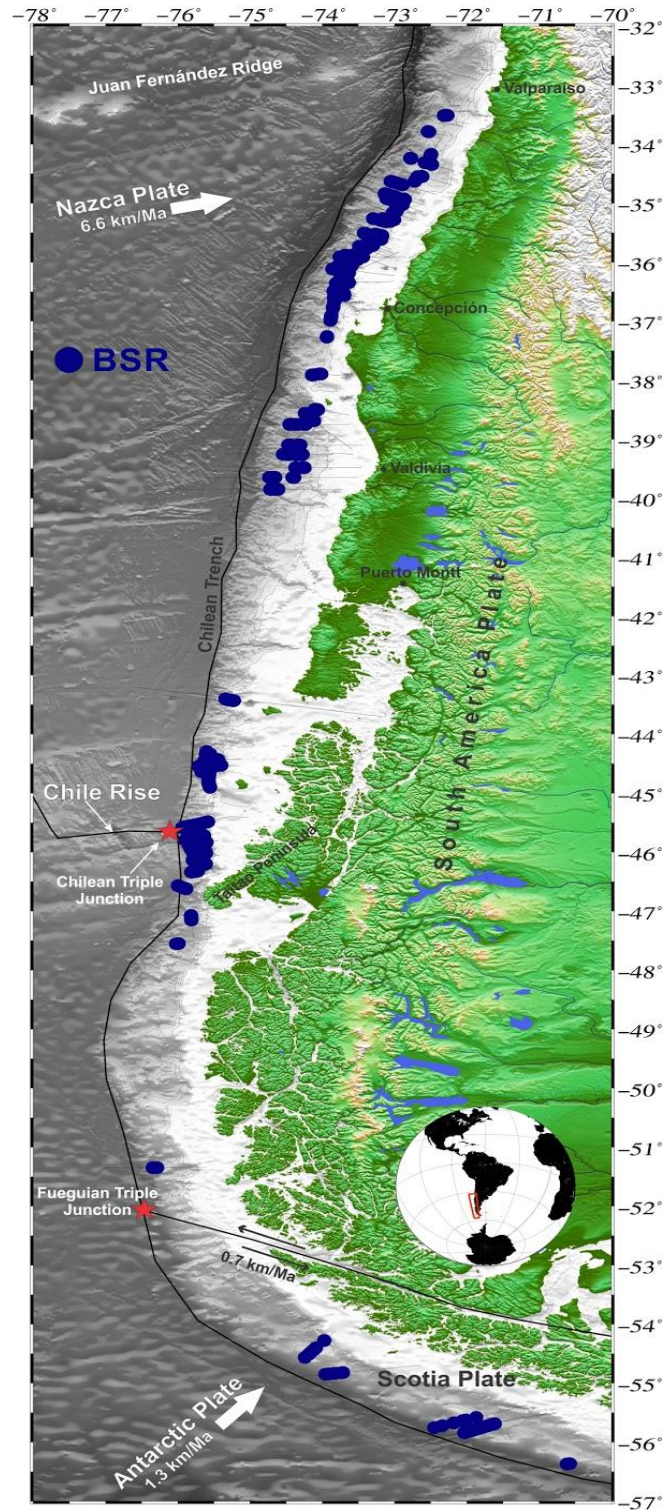 −78° −77° −76° −75° −74° −73° −72° −71° −70°
−32°
Juan Fernández Ridge
−33°
Valparaíso
−34°
Nazca Plate
6.6 km/Ma
−35°
−36°
Concepción
−37°
BSR
−38°
−39°
Valdivia
−40°
−41°
Puerto Montt
Chilean Trench
−42°
South America Plate
−43°
−44°
−45°
Chile Rise
Chilean Triple
Junction
−46°
Peninsula
−47°
−48°
−49°
−50°
−51°
Fueguian Triple
Junction
−52°
0.7 km/Ma
−53°
−54°
Scotia Plate
−55°
Antarctic Plate
1.3 km/Ma
−56°
−57°